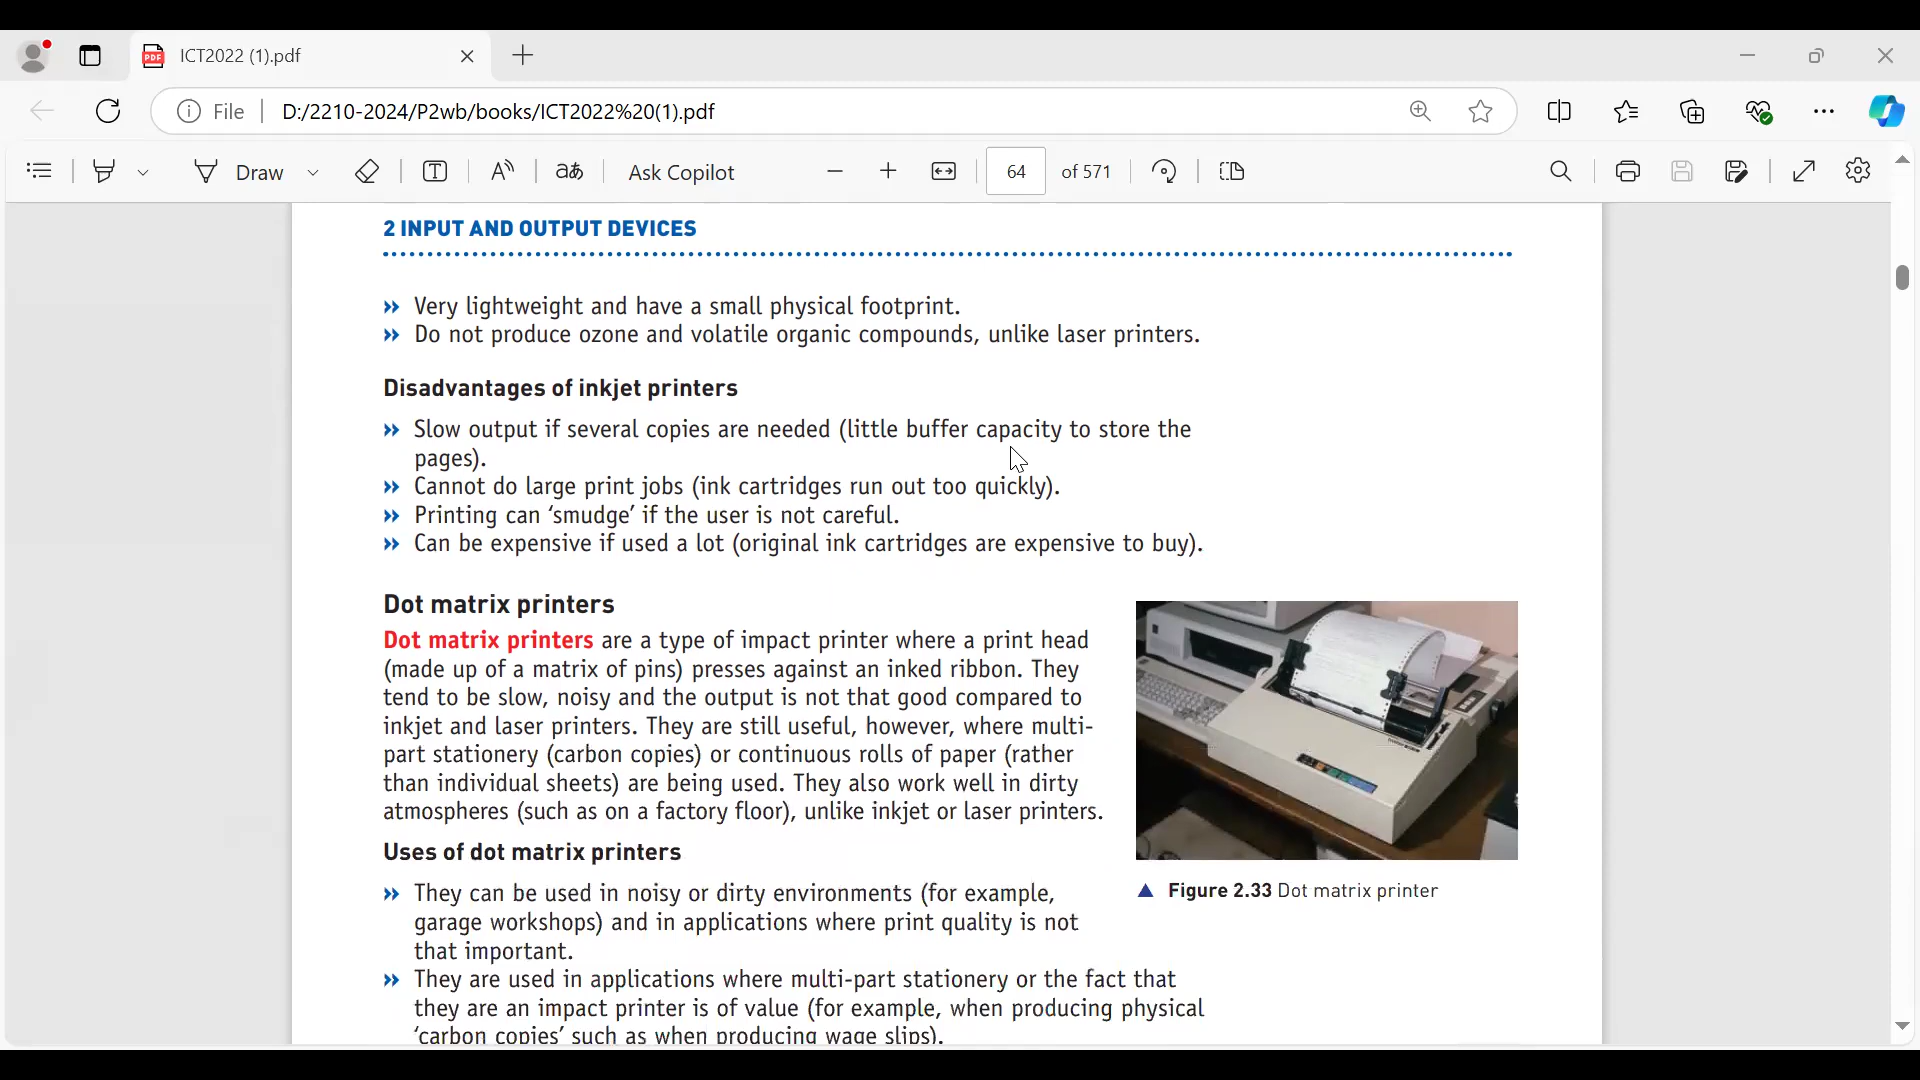 ICT2022 (1).pdf
File D:/2210-2024/P2wb/books/ICT2022%20(1).pdf
Draw Ask Copilot 64 of 571
2 INPUT AND OUTPUT DEVICES
» Very lightweight and have a small physical footprint.
» Do not produce ozone and volatile organic compounds, unlike laser printers.
Disadvantages of inkjet printers
» Slow output if several copies are needed (little buffer capacity to store the
pages).
» Cannot do large print jobs (ink cartridges run out too quickly).
» Printing can ‘smudge’ if the user is not careful.
» Can be expensive if used a lot (original ink cartridges are expensive to buy).
Dot matrix printers
Dot matrix printers are a type of impact printer where a print head
(made up of a matrix of pins) presses against an inked ribbon. They
tend to be slow, noisy and the output is not that good compared to
inkjet and laser printers. They are still useful, however, where multi-
part stationery (carbon copies) or continuous rolls of paper (rather
than individual sheets) are being used. They also work well in dirty
atmospheres (such as on a factory floor), unlike inkjet or laser printers.
Uses of dot matrix printers
» They can be used in noisy or dirty environments (for example,
garage workshops) and in applications where print quality is not
that important.
» They are used in applications where multi-part stationery or the fact that
they are an impact printer is of value (for example, when producing physical
‘carbon copies’ such as when producing wage slips).
▲ Figure 2.33 Dot matrix printer